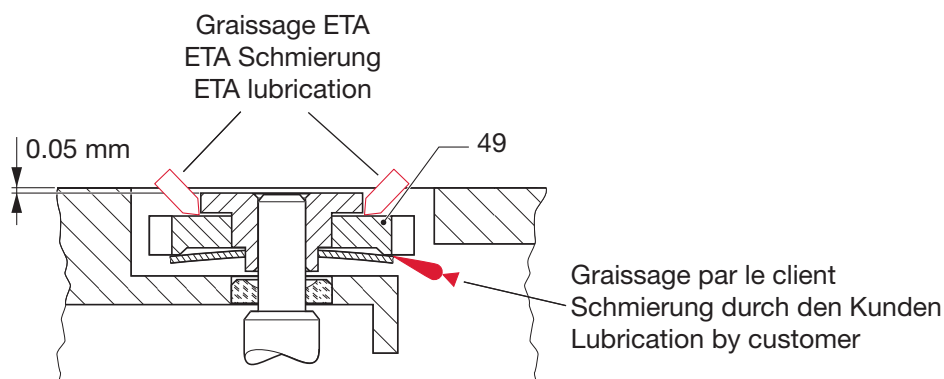 Graissage ETA
ETA Schmierung
ETA lubrication
0.05 mm
49
Graissage par le client
Schmierung durch den Kunden
Lubrication by customer